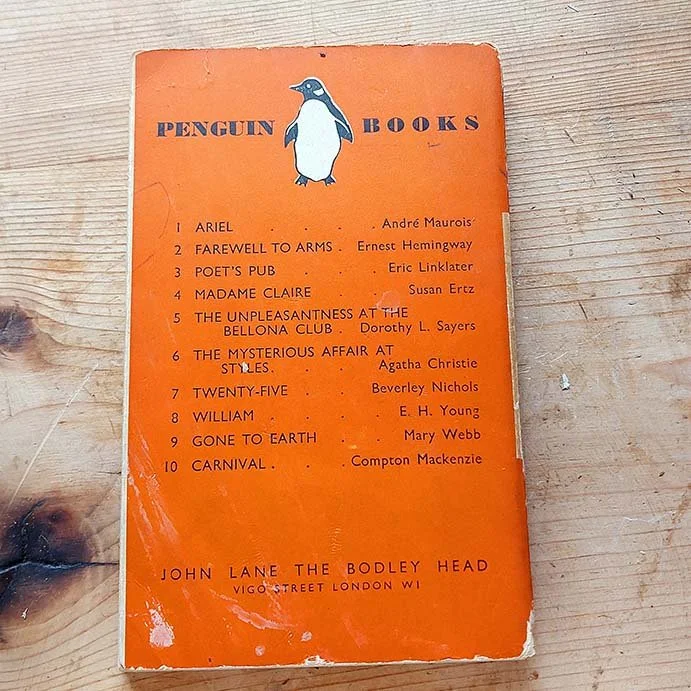 PENGUIN BOOKS
1 ARIEL . . . . André Maurois
2 FAREWELL TO ARMS . Ernest Hemingway
3 POET'S PUB . . Eric Linklater
4 MADAME CLAIRE . . Susan Ertz
5 THE UNPLEASANTNESS AT THE
BELLONA CLUB . Dorothy L. Sayers
6 THE MYSTERIOUS AFFAIR AT
STYLES. . . . Agatha Christie
7 TWENTY-FIVE . . Beverley Nichols
8 WILLIAM . . . . E. H. Young
9 GONE TO EARTH . . Mary Webb
10 CARNIVAL . . . Compton Mackenzie
JOHN LANE THE BODLEY HEAD
VIGO STREET LONDON W1